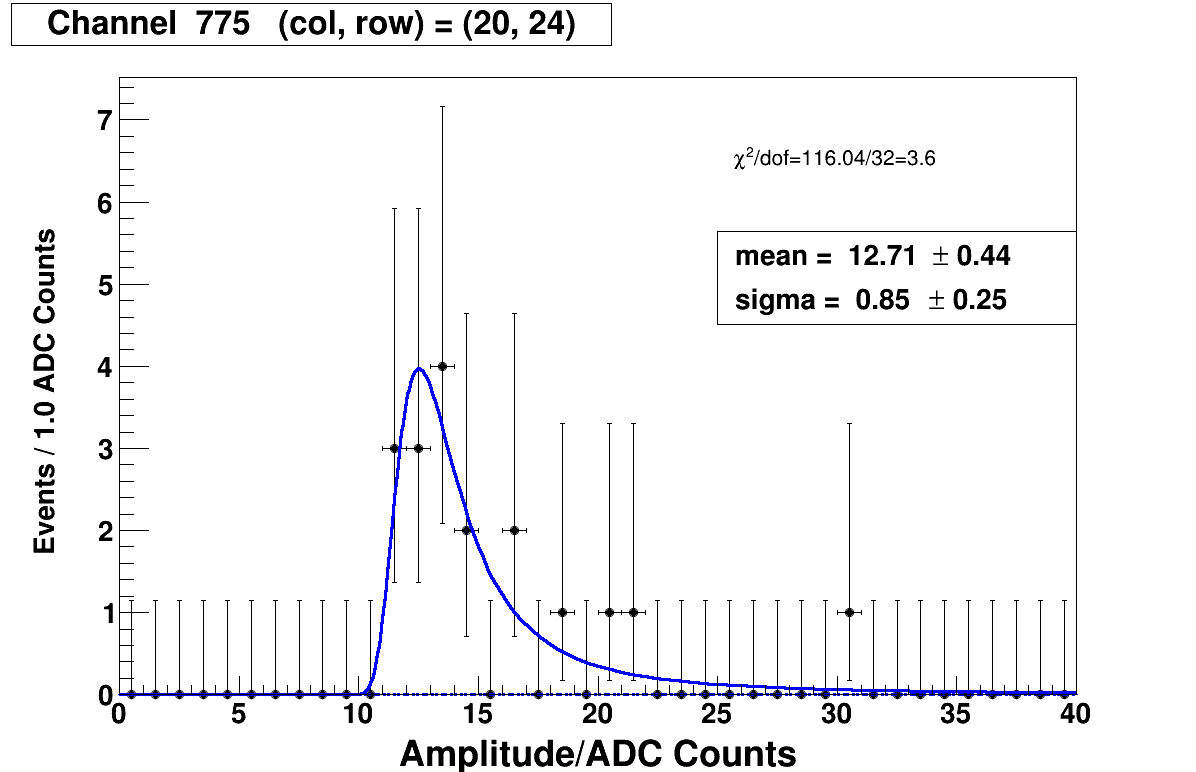 Channel 775 (col, row) = (20, 24)
χ²/dof=116.04/32=3.6
mean = 12.71 ± 0.44
sigma = 0.85 ± 0.25
Events / 1.0 ADC Counts
7
6
5
4
3
2
1
0
0 5 10 15 20 25 30 35 40
Amplitude/ADC Counts